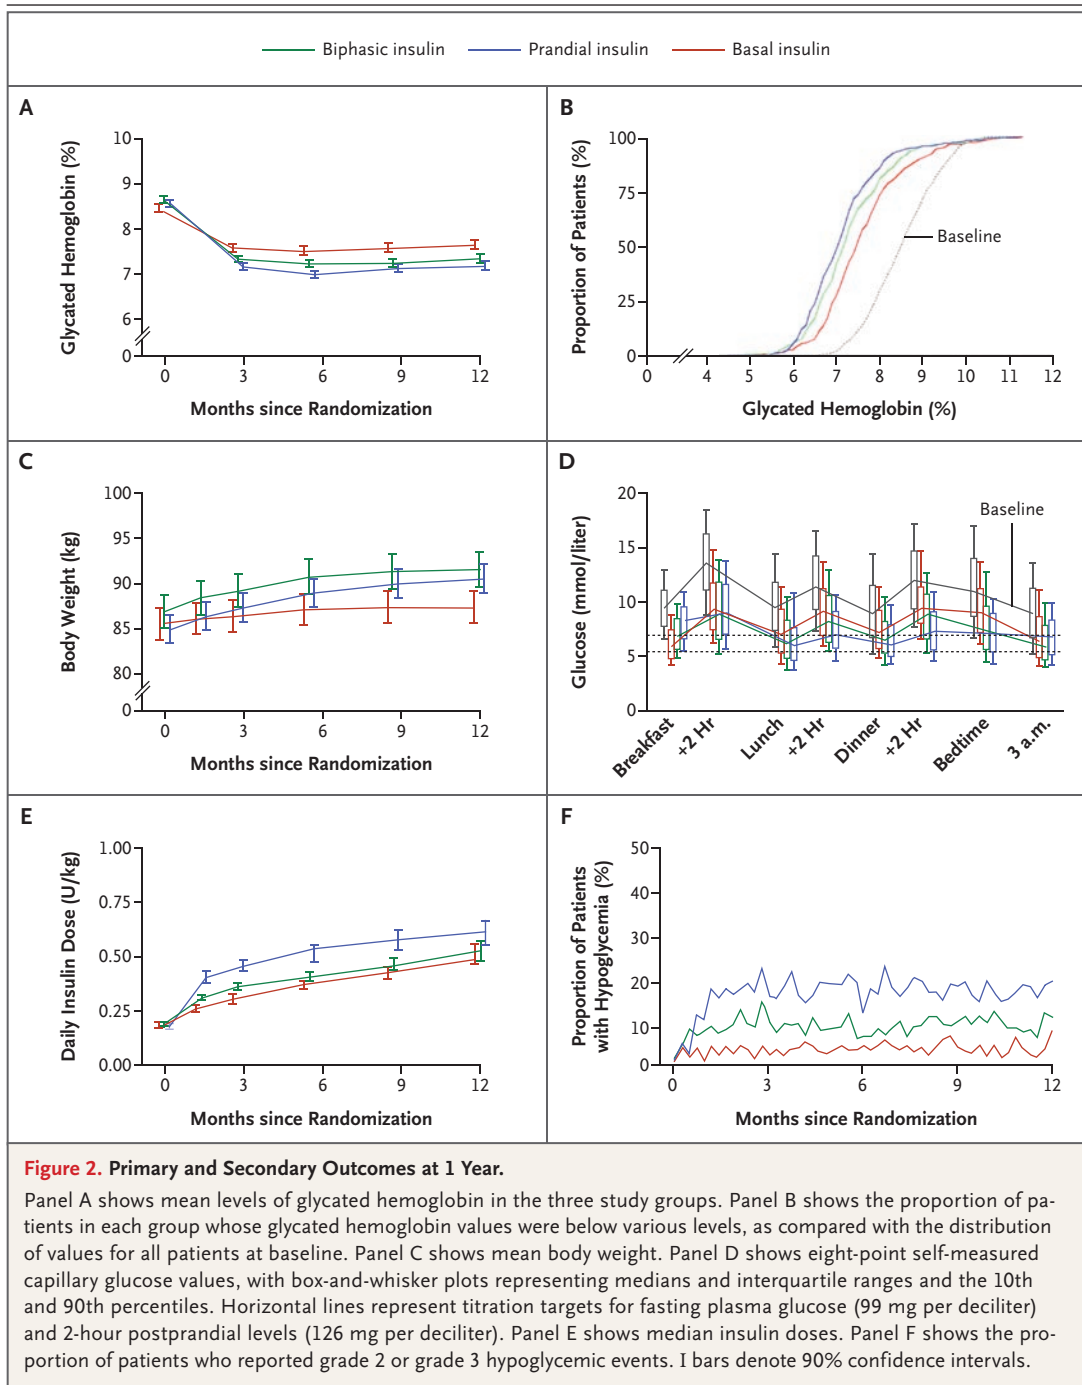 Biphasic insulin Prandial insulin Basal insulin
A
Glycated Hemoglobin (%)
10
9
8
7
6
0
0 3 6 9 12
Months since Randomization
B
Proportion of Patients (%)
100
75
50
25
0
Baseline
0 4 5 6 7 8 9 10 11 12
Glycated Hemoglobin (%)
C
Body Weight (kg)
100
95
90
85
80
0
0 3 6 9 12
Months since Randomization
D
Glucose (mmol/liter)
20
15
10
5
0
Baseline
Breakfast +2 Hr Lunch +2 Hr Dinner +2 Hr Bedtime 3 a.m.
E
Daily Insulin Dose (U/kg)
1.00
0.75
0.50
0.25
0.00
0 3 6 9 12
Months since Randomization
F
Proportion of Patients
with Hypoglycemia (%)
50
40
30
20
10
0
0 3 6 9 12
Months since Randomization
Figure 2. Primary and Secondary Outcomes at 1 Year.
Panel A shows mean levels of glycated hemoglobin in the three study groups. Panel B shows the proportion of pa-
tients in each group whose glycated hemoglobin values were below various levels, as compared with the distribution
of values for all patients at baseline. Panel C shows mean body weight. Panel D shows eight-point self-measured
capillary glucose values, with box-and-whisker plots representing medians and interquartile ranges and the 10th
and 90th percentiles. Horizontal lines represent titration targets for fasting plasma glucose (99 mg per deciliter)
and 2-hour postprandial levels (126 mg per deciliter). Panel E shows median insulin doses. Panel F shows the pro-
portion of patients who reported grade 2 or grade 3 hypoglycemic events. I bars denote 90% confidence intervals.